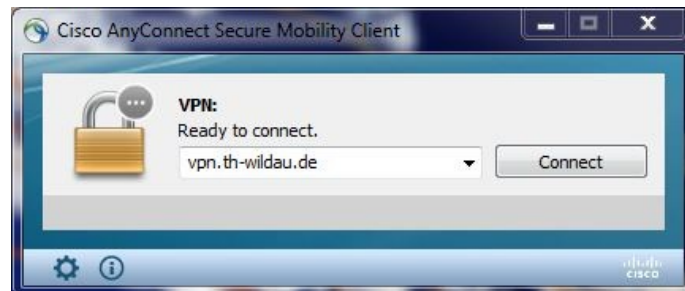 Cisco AnyConnect Secure Mobility Client
VPN:
Ready to connect.
vpn.th-wildau.de
Connect
CISCO